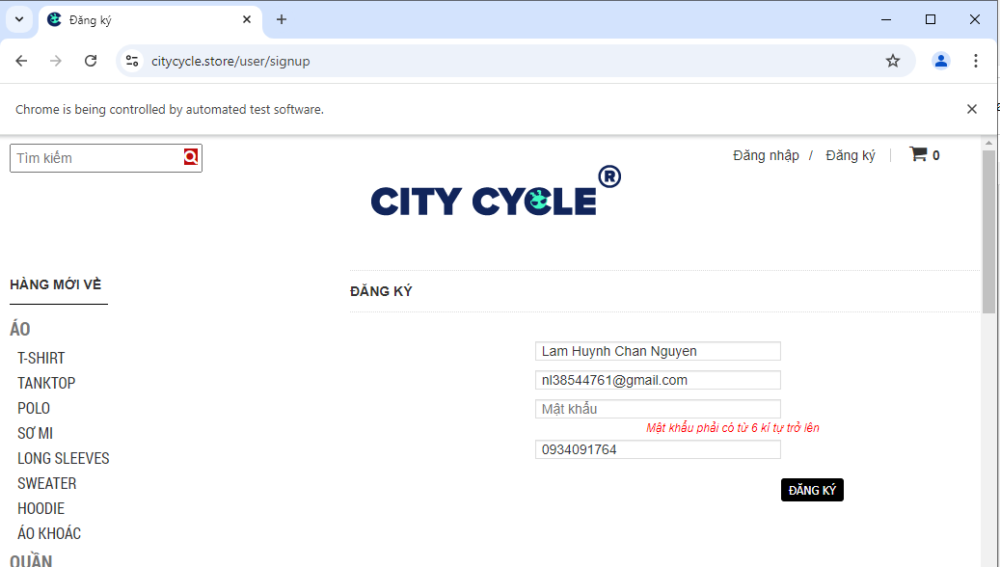 Đăng ký
citycycle.store/user/signup
Chrome is being controlled by automated test software.
Tìm kiếm
Đăng nhập / Đăng ký 0
CITY CYCLE ®
HÀNG MỚI VỀ
ĐĂNG KÝ
ÁO
T-SHIRT
TANKTOP
POLO
SƠ MI
LONG SLEEVES
SWEATER
HOODIE
ÁO KHOÁC
QUẦN
Lam Huynh Chan Nguyen
nl38544761@gmail.com
Mật khẩu
Mật khẩu phải có từ 6 kí tự trở lên
0934091764
ĐĂNG KÝ